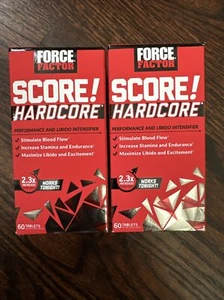 FORCE
FACTOR
SCORE!
HARDCORE™
PERFORMANCE AND LIBIDO INTENSIFIER
✓ Stimulate Blood Flow*
✓ Increase Stamina and Endurance*
✓ Maximize Libido and Excitement*
2.3x
WORKS
TONIGHT!*
60 TABLETS
FORCE
FACTOR
SCORE!
HARDCORE™
PERFORMANCE AND LIBIDO INTENSIFIER
✓ Stimulate Blood Flow*
✓ Increase Stamina and Endurance*
✓ Maximize Libido and Excitement*
2.3x
WORKS
TONIGHT!*
60 TABLETS